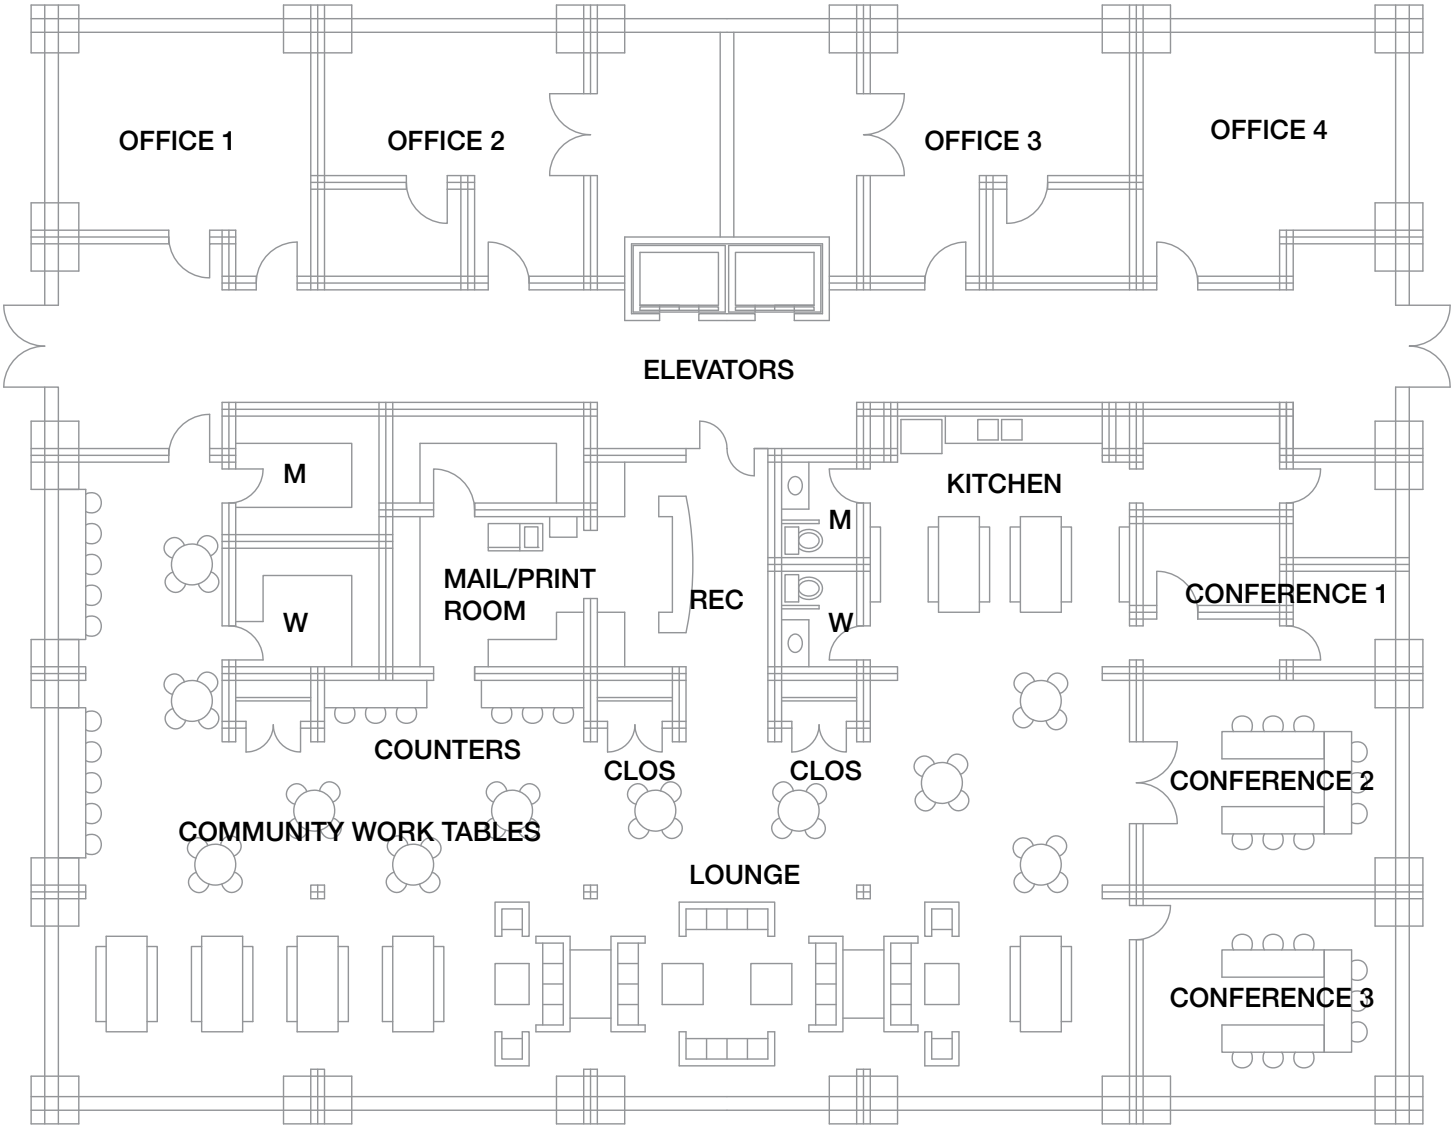 OFFICE 1
OFFICE 2
OFFICE 3
OFFICE 4
ELEVATORS
M
KITCHEN
M
MAIL/PRINT
ROOM
REC
CONFERENCE 1
W
W
COUNTERS
CLOS
CLOS
CONFERENCE 2
COMMUNITY WORK TABLES
LOUNGE
CONFERENCE 3